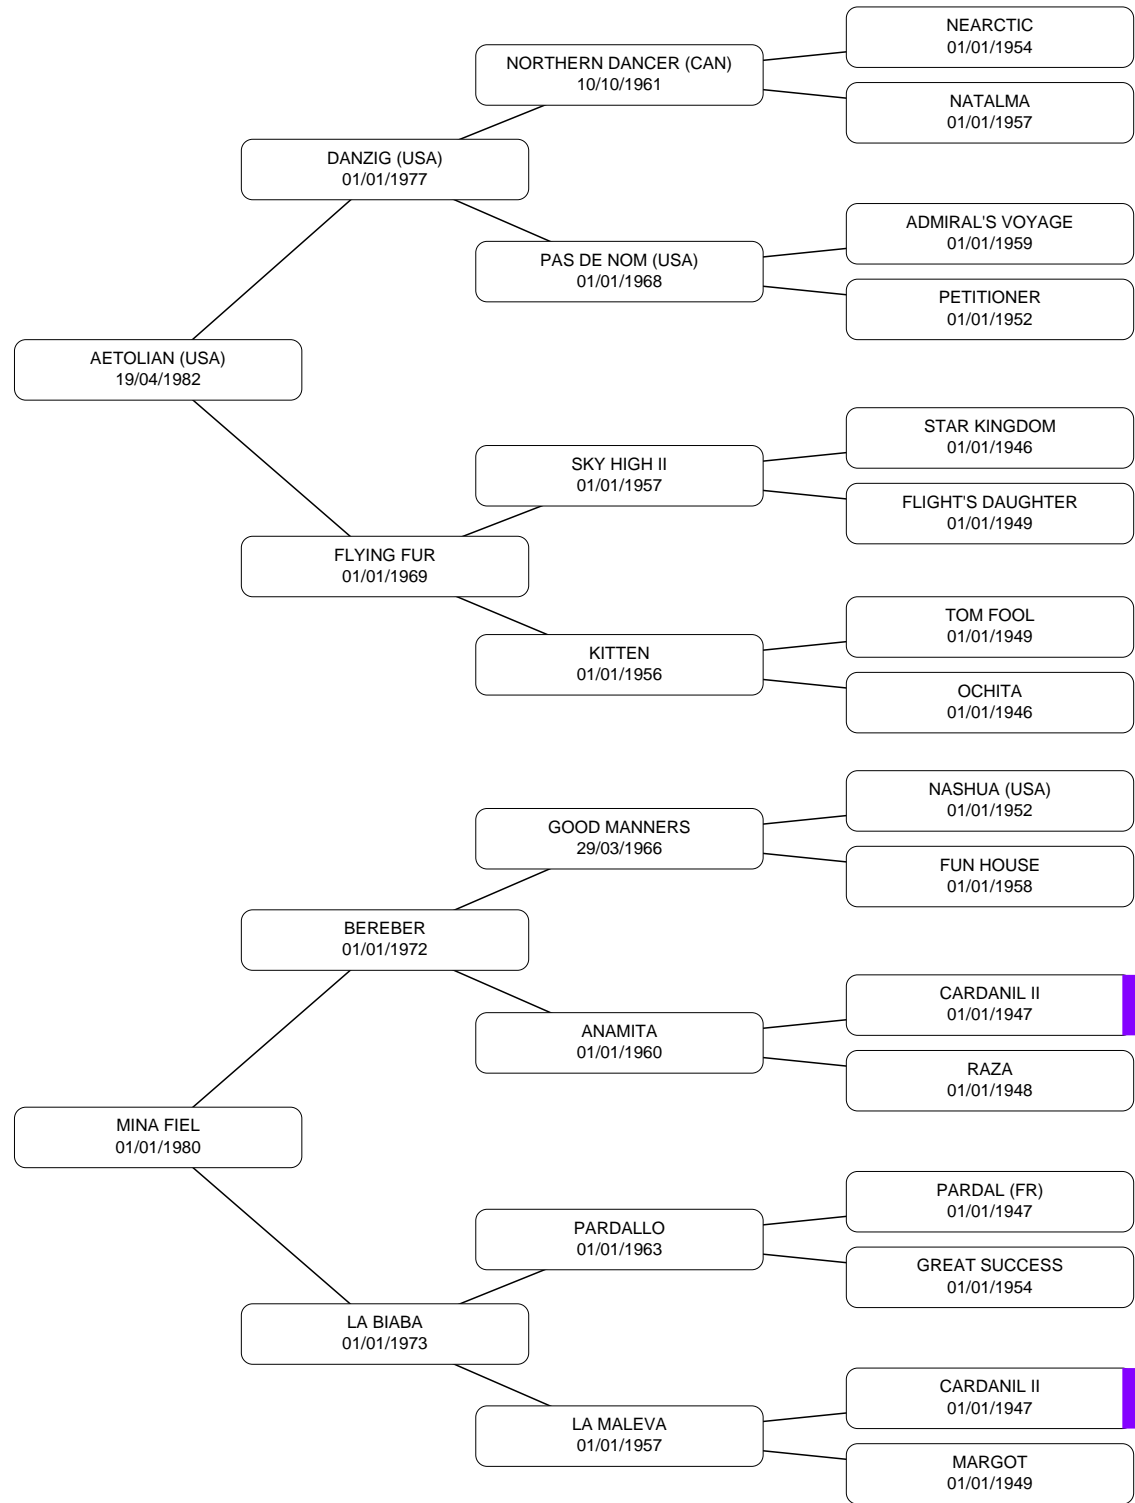 NEARCTIC
01/01/1954
NORTHERN DANCER (CAN)
10/10/1961
NATALMA
01/01/1957
DANZIG (USA)
01/01/1977
ADMIRAL'S VOYAGE
01/01/1959
PAS DE NOM (USA)
01/01/1968
PETITIONER
01/01/1952
AETOLIAN (USA)
19/04/1982
STAR KINGDOM
01/01/1946
SKY HIGH II
01/01/1957
FLIGHT'S DAUGHTER
01/01/1949
FLYING FUR
01/01/1969
TOM FOOL
01/01/1949
KITTEN
01/01/1956
OCHITA
01/01/1946
NASHUA (USA)
01/01/1952
GOOD MANNERS
29/03/1966
FUN HOUSE
01/01/1958
BEREBER
01/01/1972
CARDANIL II
01/01/1947
ANAMITA
01/01/1960
RAZA
01/01/1948
MINA FIEL
01/01/1980
PARDAL (FR)
01/01/1947
PARDALLO
01/01/1963
GREAT SUCCESS
01/01/1954
LA BIABA
01/01/1973
CARDANIL II
01/01/1947
LA MALEVA
01/01/1957
MARGOT
01/01/1949